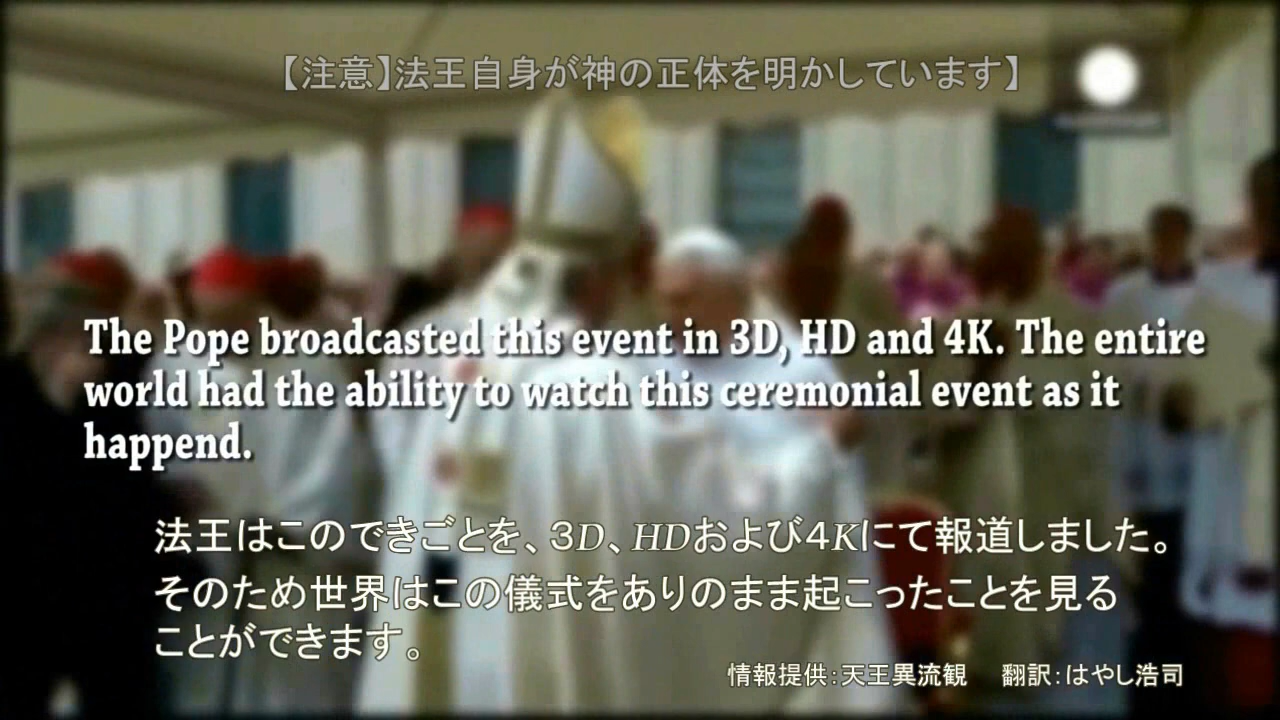 【注意】法王自身が神の正体を明かしています】
The Pope broadcasted this event in 3D, HD and 4K. The entire
world had the ability to watch this ceremonial event as it
happend.
法王はこのできごとを、３D、HDおよび４Kにて報道しました。
そのため世界はこの儀式をありのまま起こったことを見る
ことができます。
情報提供：天王異流観　翻訳：はやし浩司